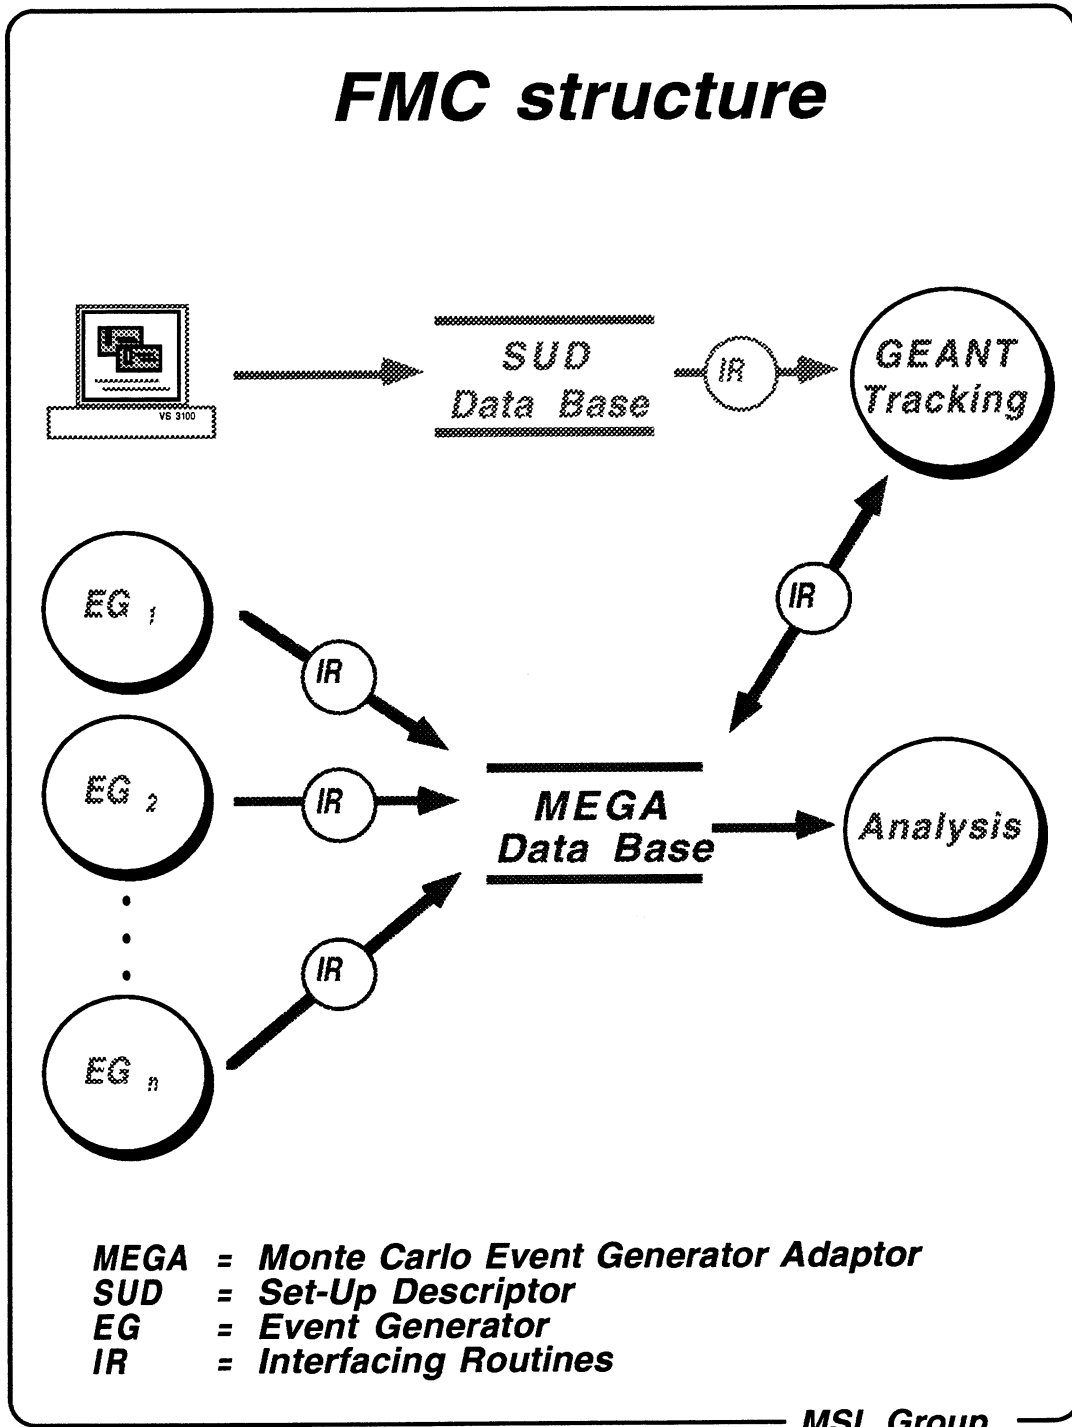 FMC structure
VS 3100
SUD
Data Base
IR
GEANT
Tracking
EG 1
IR
IR
EG 2
IR
MEGA
Data Base
Analysis
IR
EG n
MEGA = Monte Carlo Event Generator Adaptor
SUD = Set-Up Descriptor
EG = Event Generator
IR = Interfacing Routines
MSL Group